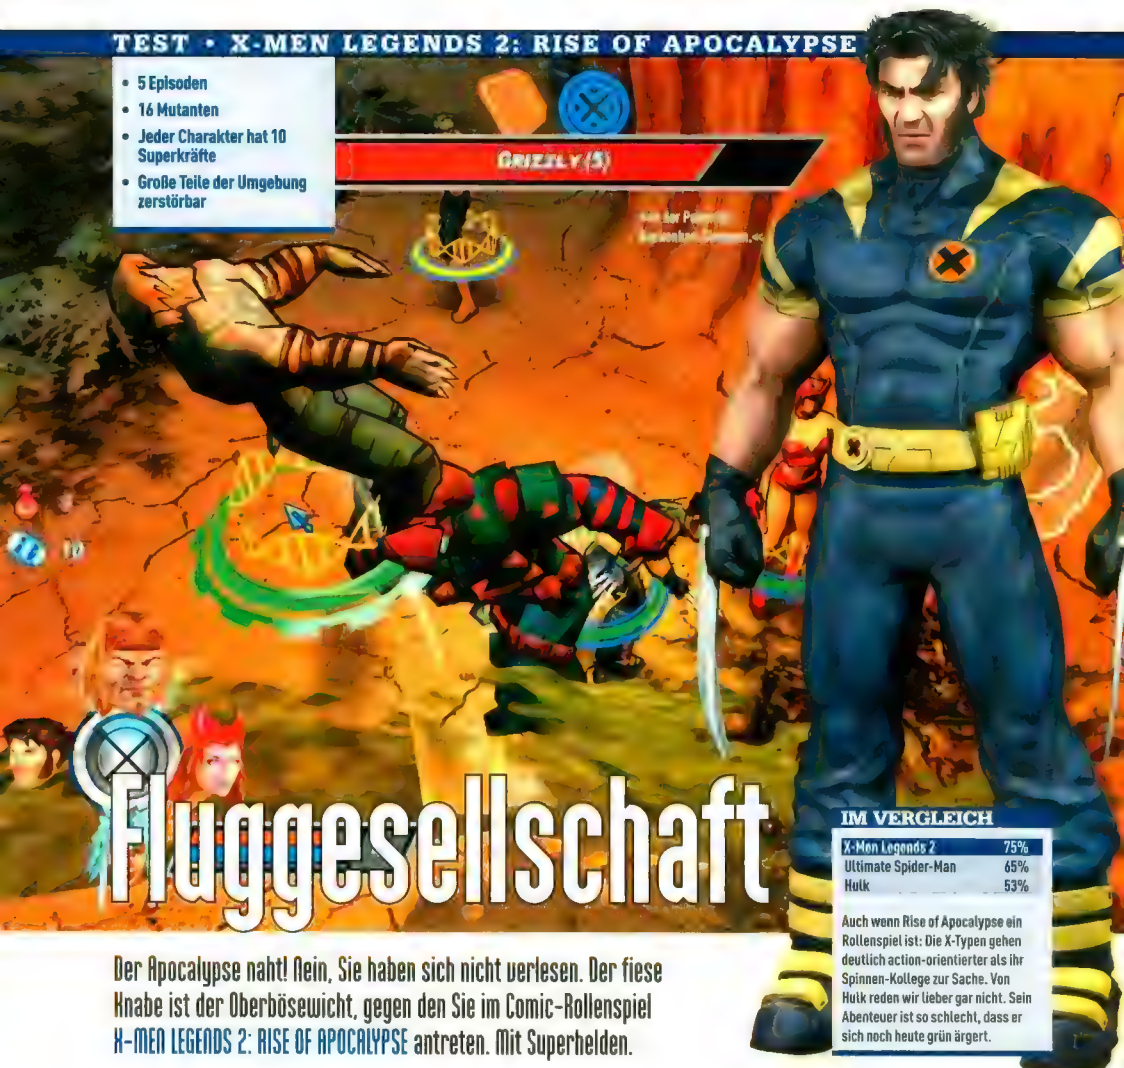 TEST • X-MEN LEGENDS 2: RISE OF APOCALYPSE
• 5 Episoden
• 16 Mutanten
• Jeder Charakter hat 10
Superkräfte
• Große Teile der Umgebung
zerstörbar
GRIZZLY (5)
Fluggesellschaft
Der Apocalypse naht! Nein, Sie haben sich nicht verlesen. Der fiese
Knabe ist der Oberbösewicht, gegen den Sie im Comic-Rollenspiel
X-MEN LEGENDS 2: RISE OF APOCALYPSE antreten. Mit Superhelden.
IM VERGLEICH
X-Men Legends 2 75%
Ultimate Spider-Man 65%
Hulk 53%
Auch wenn Rise of Apocalypse ein
Rollenspiel ist: Die X-Typen gehen
deutlich action-orientierter als ihr
Spinnen-Kollege zur Sache. Von
Hulk reden wir lieber gar nicht. Sein
Abenteuer ist so schlecht, dass er
sich noch heute grün ärgert.